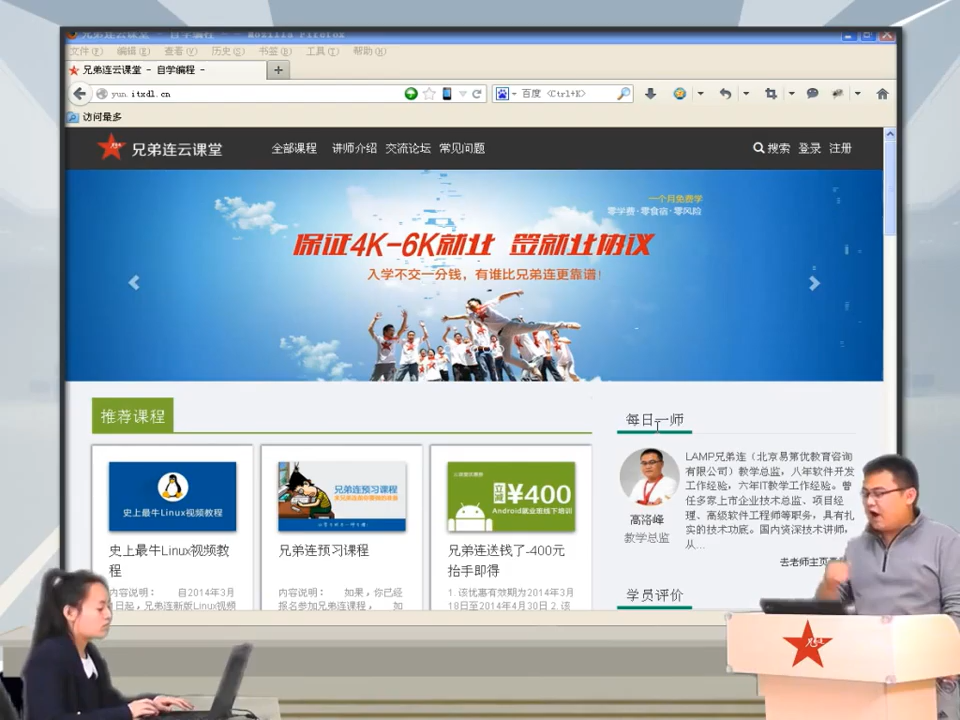 兄弟连云课堂 - 自学编程 - Mozilla Firefox
文件(F) 编辑(E) 查看(V) 历史(S) 书签(B) 工具(T) 帮助(H)
兄弟连云课堂 - 自学编程 -
yun.itxdl.cn
百度 <Ctrl+K>
访问最多
兄弟连云课堂 全部课程 讲师介绍 交流论坛 常见问题 搜索 登录 注册
一个月免费学
零学费·零食宿·零风险
保证4K-6K就业 签就业协议
入学不交一分钱，有谁比兄弟连更靠谱!
推荐课程
史上最牛Linux视频教程
史上最牛Linux视频教
程
内容说明： 自2014年3月
日起，兄弟连新版Linux视频
兄弟连预习课程
兄弟连预习课程
内容说明： 如果，你已经
报名参加兄弟连课程， 如
¥400
Android就业班线下培训
兄弟连送钱了-400元
抬手即得
1. 该优惠有效期为2014年3月
18日至2014年4月30日 2. 该
每日一师
高洛峰
教学总监
LAMP兄弟连（北京易第优教育咨询
有限公司）教学总监，八年软件开发
工作经验，六年IT教学工作经验。曾
任多家上市企业技术总监、项目经
理、高级软件工程师等职务，具有扎
实的技术功底。国内资深技术讲师，
从...
去老师主页
学员评价